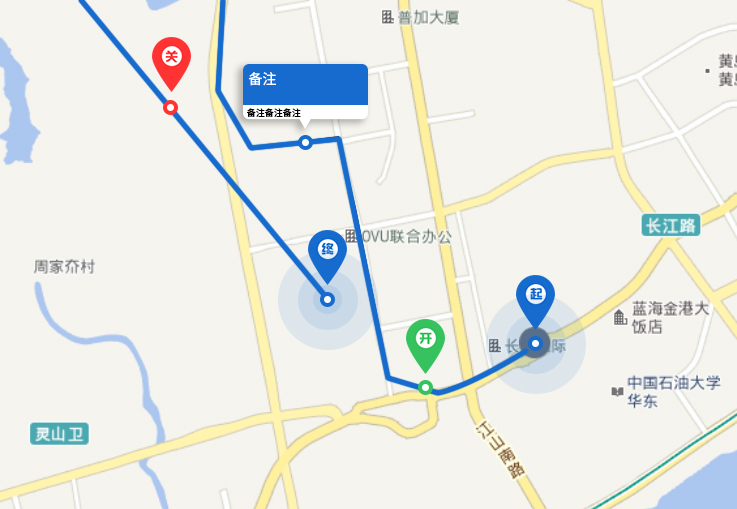 普加大厦
黄
黄
关
备注
备注备注备注
长江路
OVU联合办公
终
周家夼村
起
蓝海金港大
饭店
开
长
际
中国石油大学
华东
灵山卫
江山南路